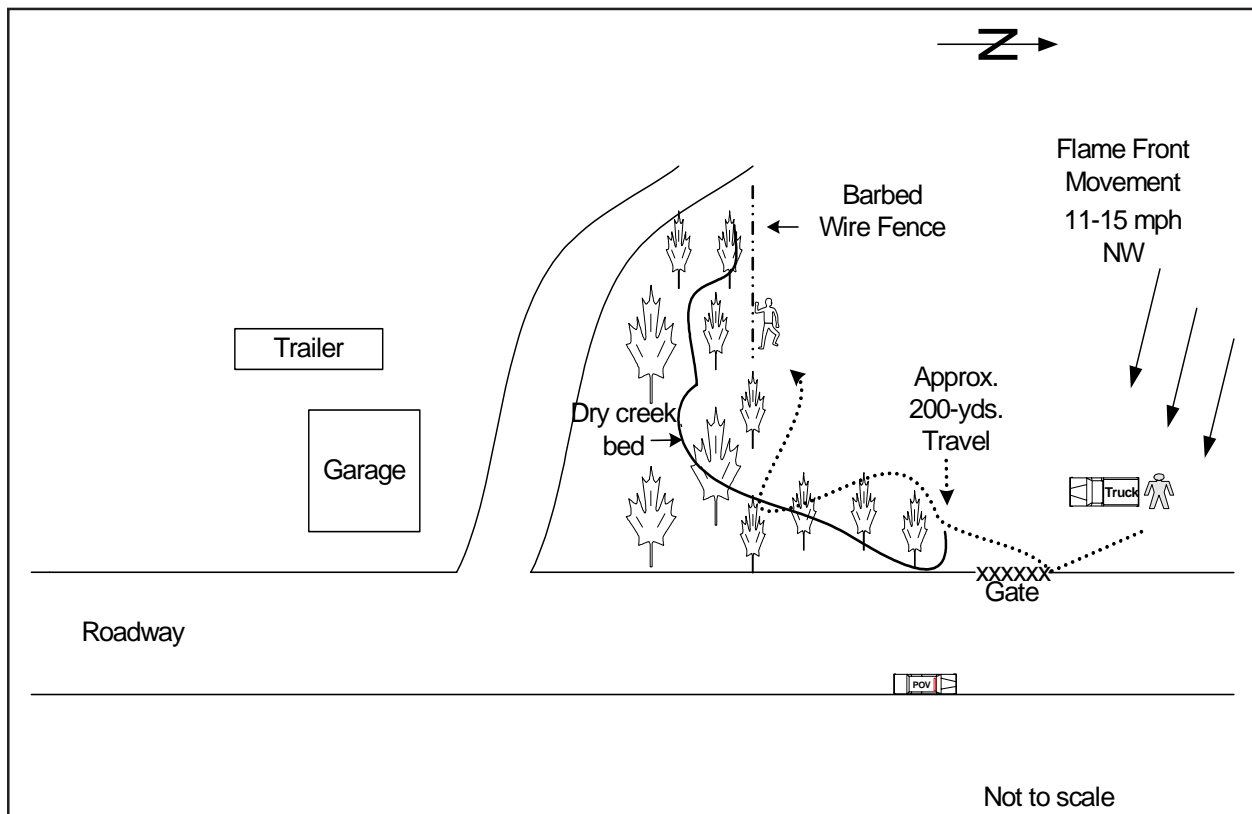 N
Flame Front
Movement
11-15 mph
NW
Barbed
Wire Fence
Trailer
Approx.
200-yds.
Travel
Dry creek
bed
Garage
Truck
XXXXXX
Gate
Roadway
POV
Not to scale